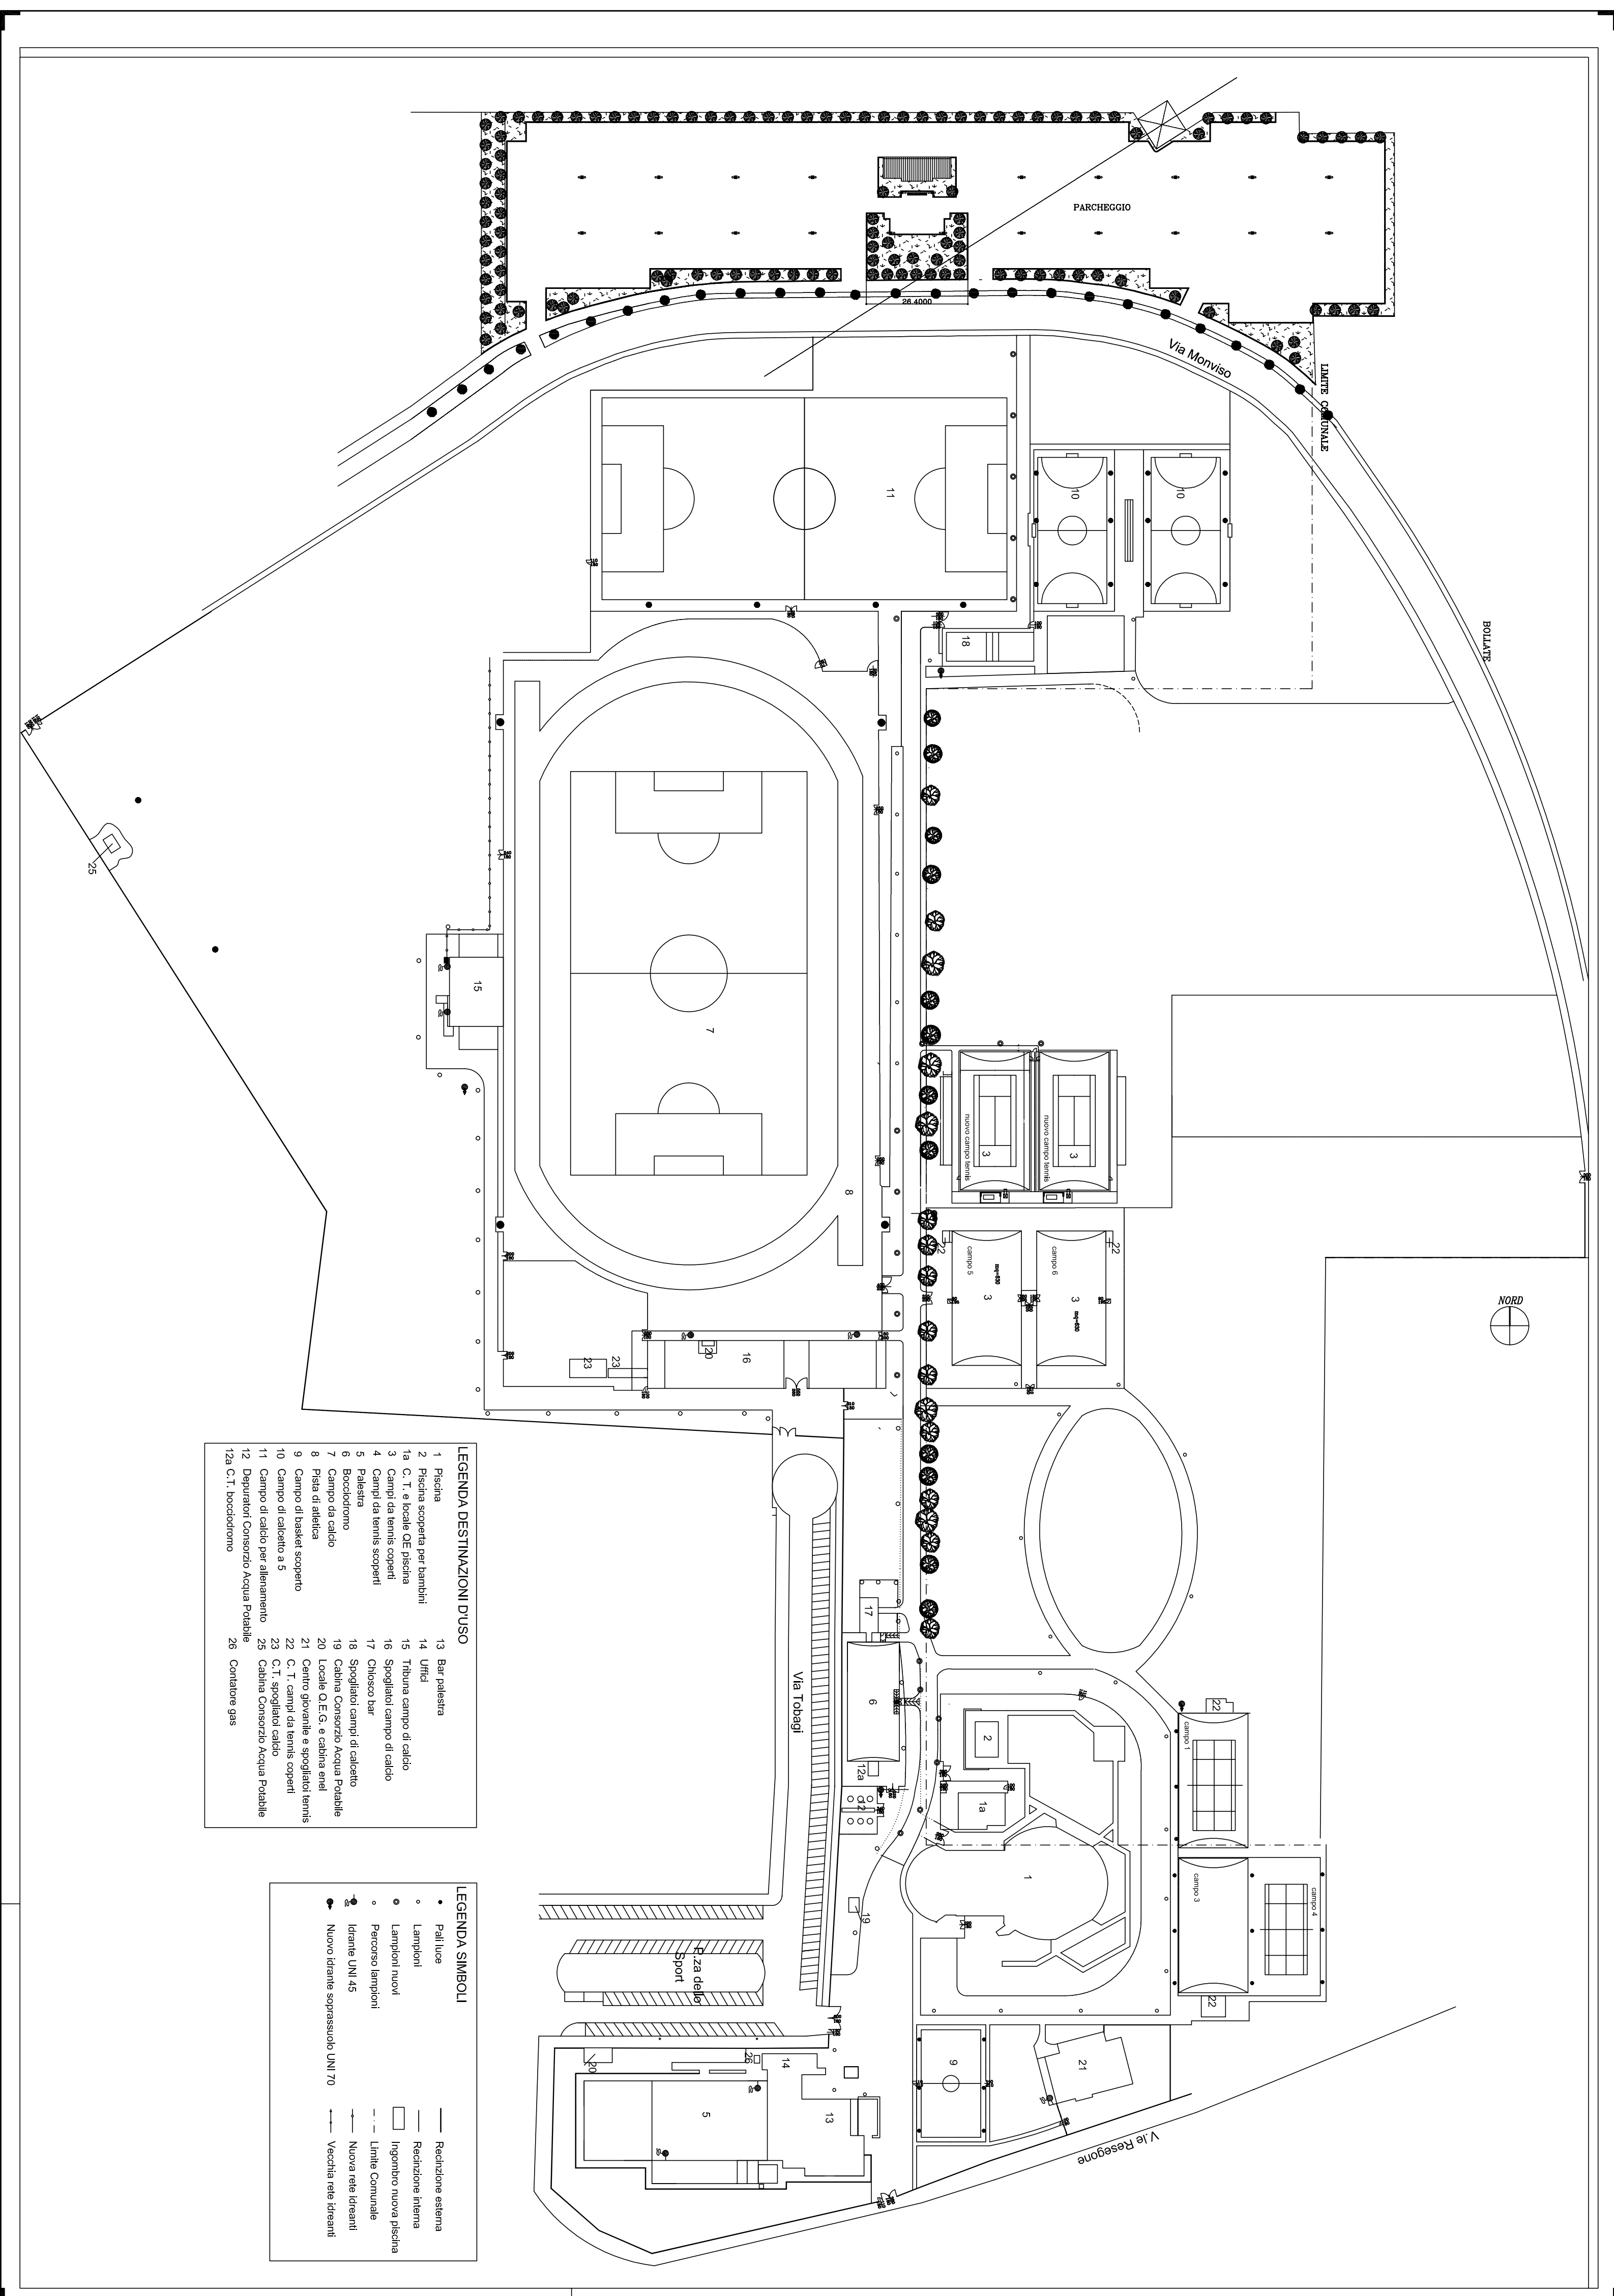 PARCHEGGIO
26.4000
Via Monviso
LIMITE COMUNALE
BOLLATE
11
10
10
18
25
15
7
8
nuovo campo tennis
3
nuovo campo tennis
3
22
22
campo 5
mq=830
3
campo 6
3
mq=830
NORD
20
16
23
23
17
6
Via Tobagi
12a
12
2
1a
1
19
22
campo 1
campo 3
campo 4
22
P.za dello
Sport
20
26
14
5
13
9
21
V.le Resegone
LEGENDA DESTINAZIONI D'USO
1 Piscina
2 Piscina scoperta per bambini
1a C. T. e locale QE piscina
3 Campi da tennis coperti
4 Campi da tennis scoperti
5 Palestra
6 Bocciodromo
7 Campo da calcio
8 Pista di atletica
9 Campo di basket scoperto
10 Campo di calcetto a 5
11 Campo di calcio per allenamento
12 Depuratori Consorzio Acqua Potabile
12a C.T. bocciodromo
13 Bar palestra
14 Uffici
15 Tribuna campo di calcio
16 Spogliatoi campo di calcio
17 Chiosco bar
18 Spogliatoi campi di calcetto
19 Cabina Consorzio Acqua Potabile
20 Locale Q.E.G. e cabina enel
21 Centro giovanile e spogliatoi tennis
22 C. T. campi da tennis coperti
23 C.T. spogliatoi calcio
25 Cabina Consorzio Acqua Potabile
26 Contatore gas
LEGENDA SIMBOLI
Pali luce
Lampioni
Lampioni nuovi
Percorso lampioni
Idrante UNI 45
Nuovo idrante soprassuolo UNI 70
Recinzione esterna
Recinzione interna
Ingombro nuova piscina
Limite Comunale
Nuova rete idreanti
Vecchia rete idreanti